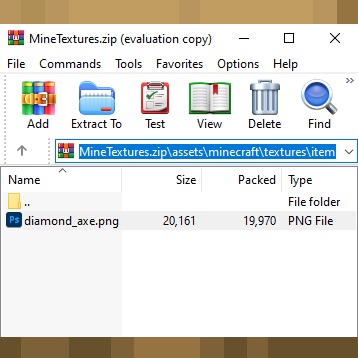 MineTextures.zip (evaluation copy)
File Commands Tools Favorites Options Help
Add Extract To Test View Delete Find »
MineTextures.zip\assets\minecraft\textures\item
Name Size Packed Type
.. File folder
Ps diamond_axe.png 20,161 19,970 PNG File